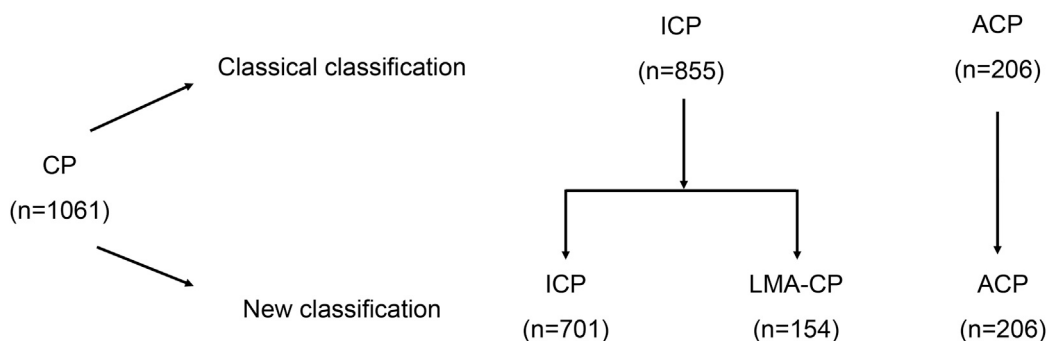 ICP
ACP
Classical classification
(n=855)
(n=206)
CP
(n=1061)
New classification
ICP
LMA-CP
ACP
(n=701)
(n=154)
(n=206)